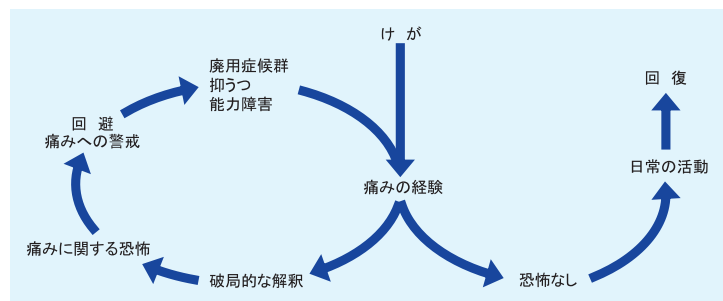 け が
廃用症候群
抑うつ
能力障害
回 復
回 避
痛みへの警戒
日常の活動
痛みの経験
痛みに関する恐怖
破局的な解釈
恐怖なし